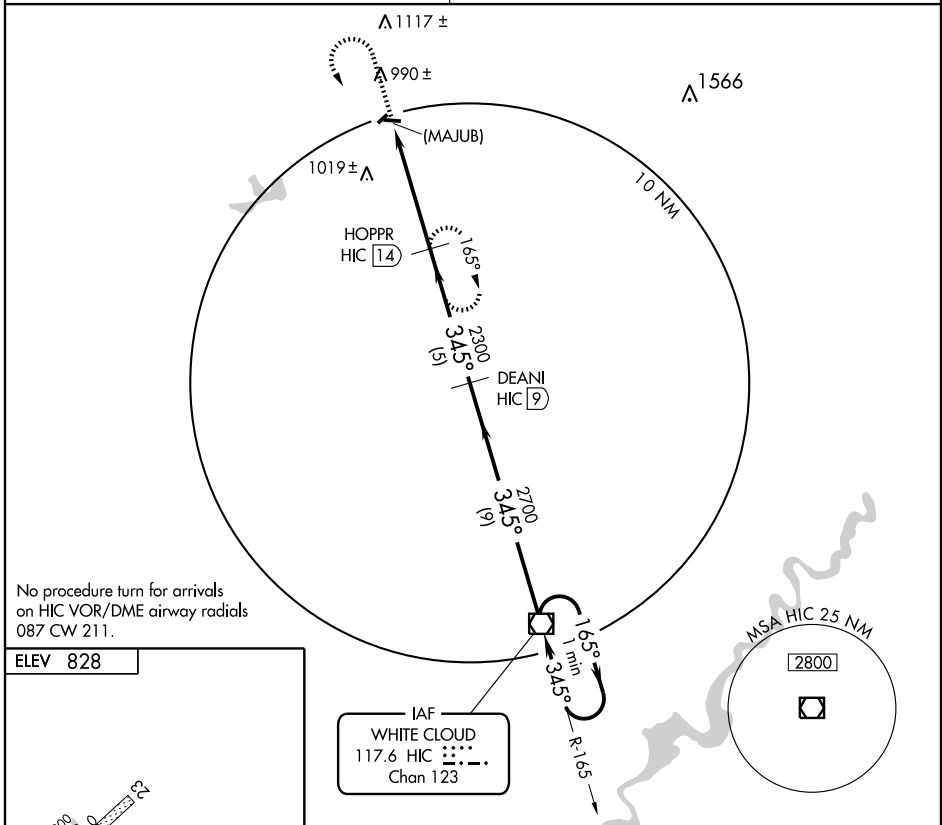 1117 ±
990 ±
1566
(MAJUB)
1019 ±
10 NM
HOPPR
HIC 14
165°
2300
345°
(5)
DEANI
HIC 9
2700
345°
(9)
No procedure turn for arrivals
on HIC VOR/DME airway radials
087 CW 211.
MSA HIC 25 NM
2800
165°
1 min
345°
R-165
ELEV 828
IAF
WHITE CLOUD
117.6 HIC
Chan 123
23